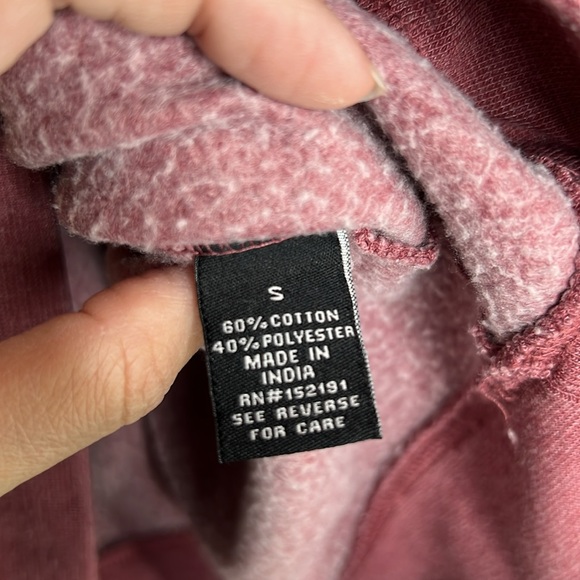 S
60% COTTON
40% POLYESTER
MADE IN
INDIA
RN#152191
SEE REVERSE
FOR CARE